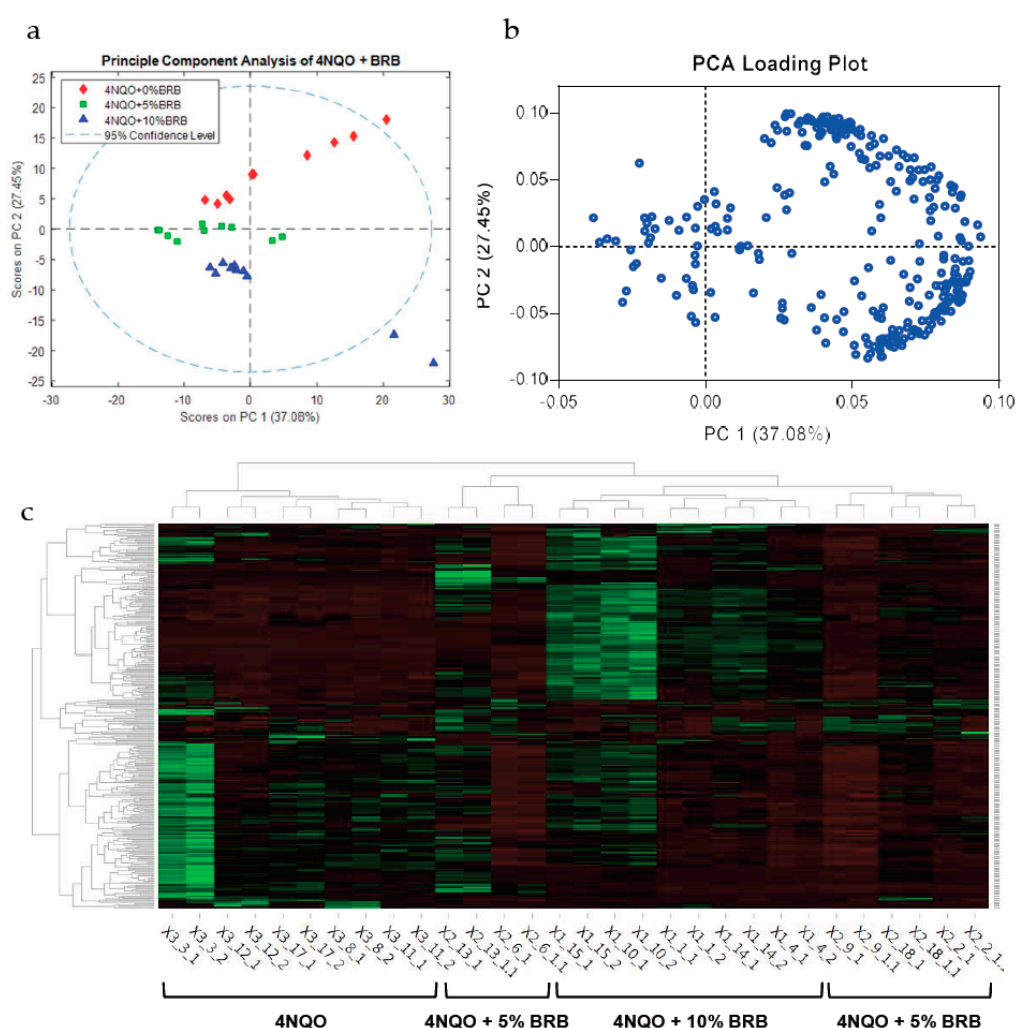 a
b
Principle Component Analysis of 4NQO + BRB
4NQO+0%BRB
4NQO+5%BRB
4NQO+10%BRB
95% Confidence Level
25
20
15
10
5
0
-5
-10
-15
-20
-25
Scores on PC 2 (27.45%)
-30
-20
-10
0
10
20
30
Scores on PC 1 (37.08%)
PCA Loading Plot
0.10
0.05
0.00
-0.05
-0.10
PC 2 (27.45%)
-0.05
0.00
0.05
0.10
PC 1 (37.08%)
c
X3_3_1
X3_3_2
X3_12_1
X3_12_2
X3_17_1
X3_17_2
X3_8_1
X3_8_2
X3_11_1
X3_11_2
X2_13_1
X2_13_1.1
X2_6_1
X2_6_1.1
X1_15_1
X1_15_2
X1_10_1
X1_10_2
X1_1_1
X1_1_2
X1_14_1
X1_14_2
X1_4_1
X1_4_2
X2_9_1
X2_9_1.1
X2_18_1
X2_18_1.1
X2_2_1
4NQO
4NQO + 5% BRB
4NQO + 10% BRB
4NQO + 5% BRB